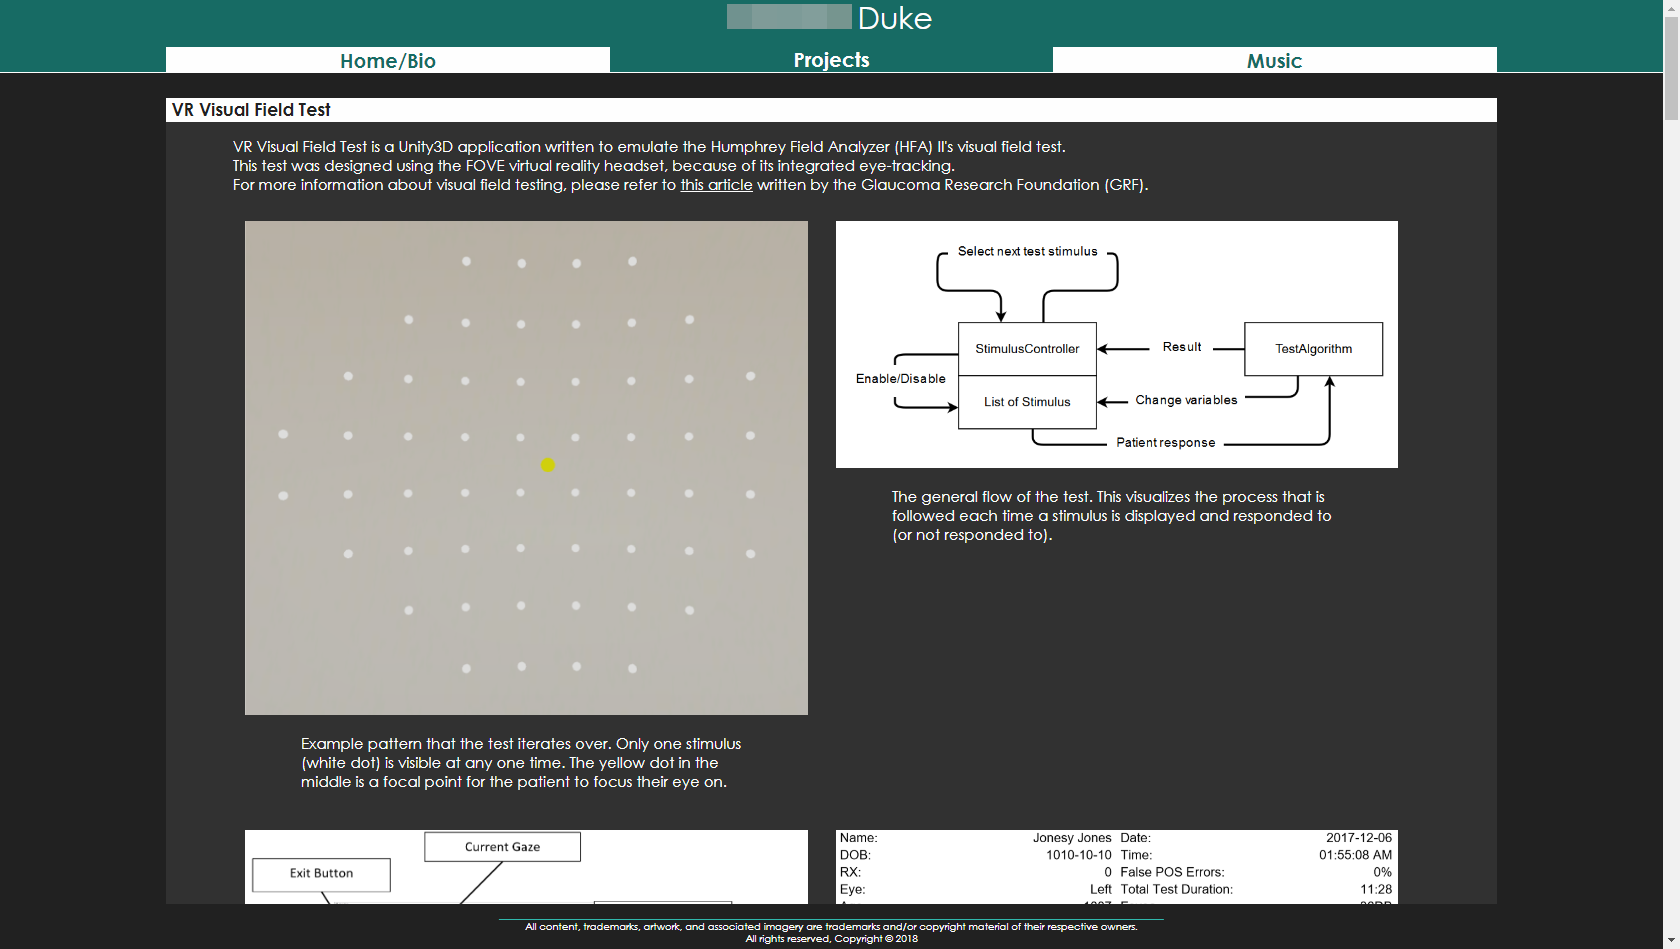 Duke
Home/Bio
Projects
Music
VR Visual Field Test
VR Visual Field Test is a Unity3D application written to emulate the Humphrey Field Analyzer (HFA) II's visual field test.
This test was designed using the FOVE virtual reality headset, because of its integrated eye-tracking.
For more information about visual field testing, please refer to this article written by the Glaucoma Research Foundation (GRF).
Select next test stimulus
StimulusController
Result
TestAlgorithm
Enable/Disable
List of Stimulus
Change variables
Patient response
The general flow of the test. This visualizes the process that is
followed each time a stimulus is displayed and responded to
(or not responded to).
Example pattern that the test iterates over. Only one stimulus
(white dot) is visible at any one time. The yellow dot in the
middle is a focal point for the patient to focus their eye on.
Current Gaze
Exit Button
Name: Jonesy Jones Date: 2017-12-06
DOB: 1010-10-10 Time: 01:55:08 AM
RX: 0 False POS Errors: 0%
Eye: Left Total Test Duration: 11:28
All content, trademarks, artwork, and associated imagery are trademarks and/or copyright material of their respective owners.
All rights reserved, Copyright © 2018